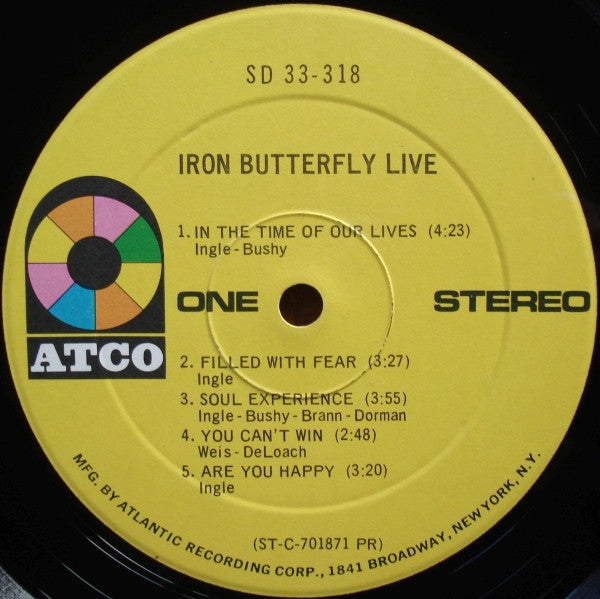 SD 33-318
IRON BUTTERFLY LIVE
1. IN THE TIME OF OUR LIVES (4:23)
Ingle - Bushy
ATCO
ONE
STEREO
2. FILLED WITH FEAR (3:27)
Ingle
3. SOUL EXPERIENCE (3:55)
Ingle - Bushy - Brann - Dorman
4. YOU CAN'T WIN (2:48)
Weis - DeLoach
5. ARE YOU HAPPY (3:20)
Ingle
(ST-C-701871 PR)
MFG. BY ATLANTIC RECORDING CORP., 1841 BROADWAY, NEW YORK, N.Y.